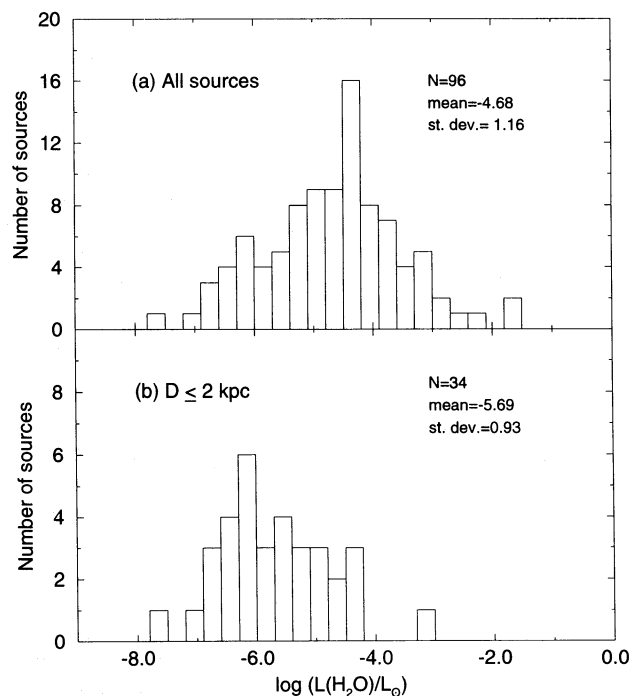 20
16
12
8
4
0
Number of sources
(a) All sources
N=96
mean=-4.68
st. dev.= 1.16
8
6
4
2
0
Number of sources
(b) D ≤ 2 kpc
N=34
mean=-5.69
st. dev.=0.93
-8.0 -6.0 -4.0 -2.0 0.0
log (L(H₂O)/L☉)